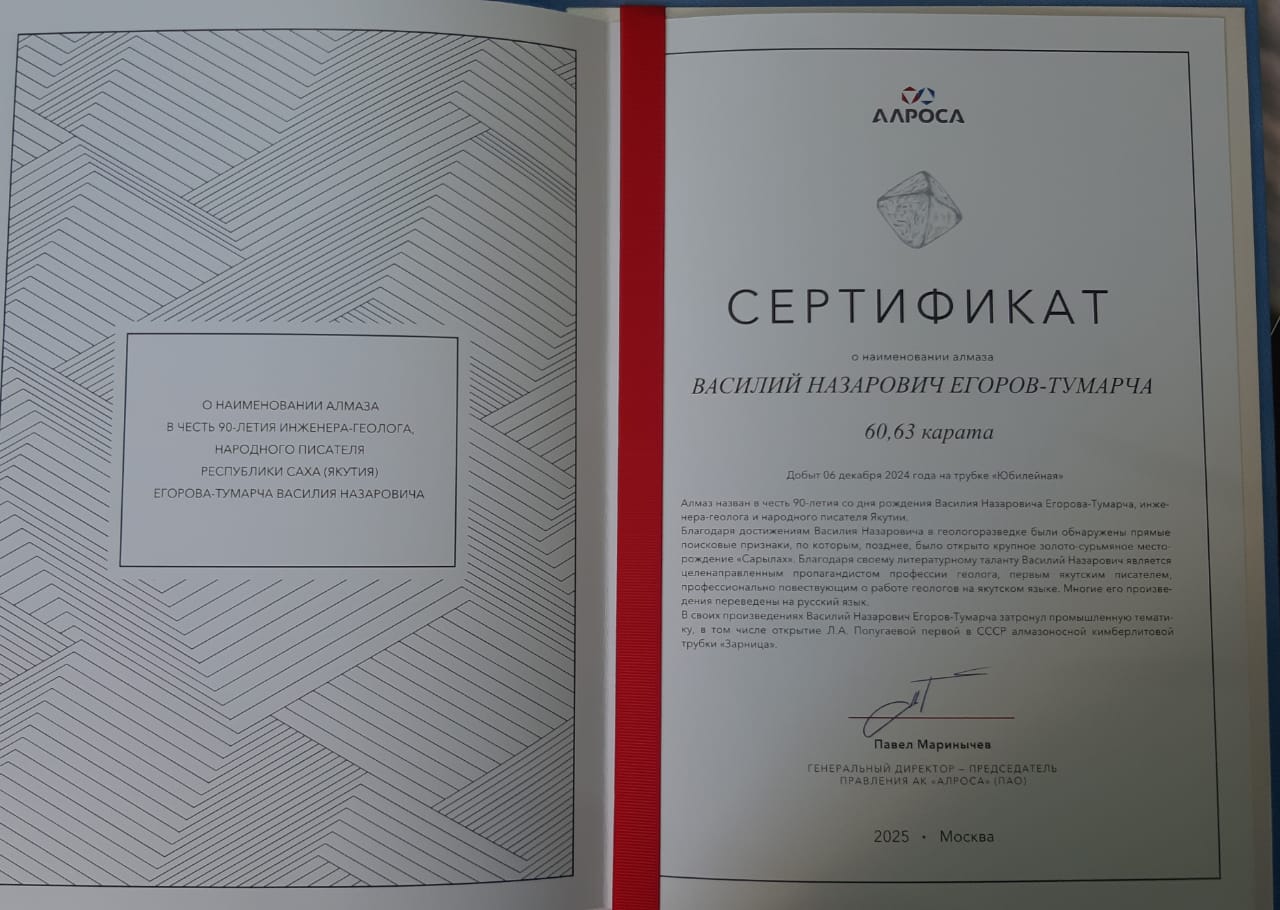 О НАИМЕНОВАНИИ АЛМАЗА
В ЧЕСТЬ 90-ЛЕТИЯ ИНЖЕНЕРА-ГЕОЛОГА,
НАРОДНОГО ПИСАТЕЛЯ
РЕСПУБЛИКИ САХА (ЯКУТИЯ)
ЕГОРОВА-ТУМАРЧА ВАСИЛИЯ НАЗАРОВИЧА
АЛРОСА
СЕРТИФИКАТ
о наименовании алмаза
ВАСИЛИЙ НАЗАРОВИЧ ЕГОРОВ-ТУМАРЧА
60,63 карата
Добыт 06 декабря 2024 года на трубке «Юбилейная»
Алмаз назван в честь 90-летия со дня рождения Василия Назаровича Егорова-Тумарча, инже-
нера-геолога и народного писателя Якутии.
Благодаря достижениям Василия Назаровича в геологоразведке были обнаружены прямые
поисковые признаки, по которым, позднее, было открыто крупное золото-сурьмяное место-
рождение «Сарылах». Благодаря своему литературному таланту Василий Назарович является
целенаправленным пропагандистом профессии геолога, первым якутским писателем,
профессионально повествующим о работе геологов на якутском языке. Многие его произве-
дения переведены на русский язык.
В своих произведениях Василий Назарович Егоров-Тумарча затронул промышленную темати-
ку, в том числе открытие Л.А. Попугаевой первой в СССР алмазоносной кимберлитовой
трубки «Зарница».
Павел Маринычев
ГЕНЕРАЛЬНЫЙ ДИРЕКТОР – ПРЕДСЕДАТЕЛЬ
ПРАВЛЕНИЯ АК «АЛРОСА» (ПАО)
2025 • Москва